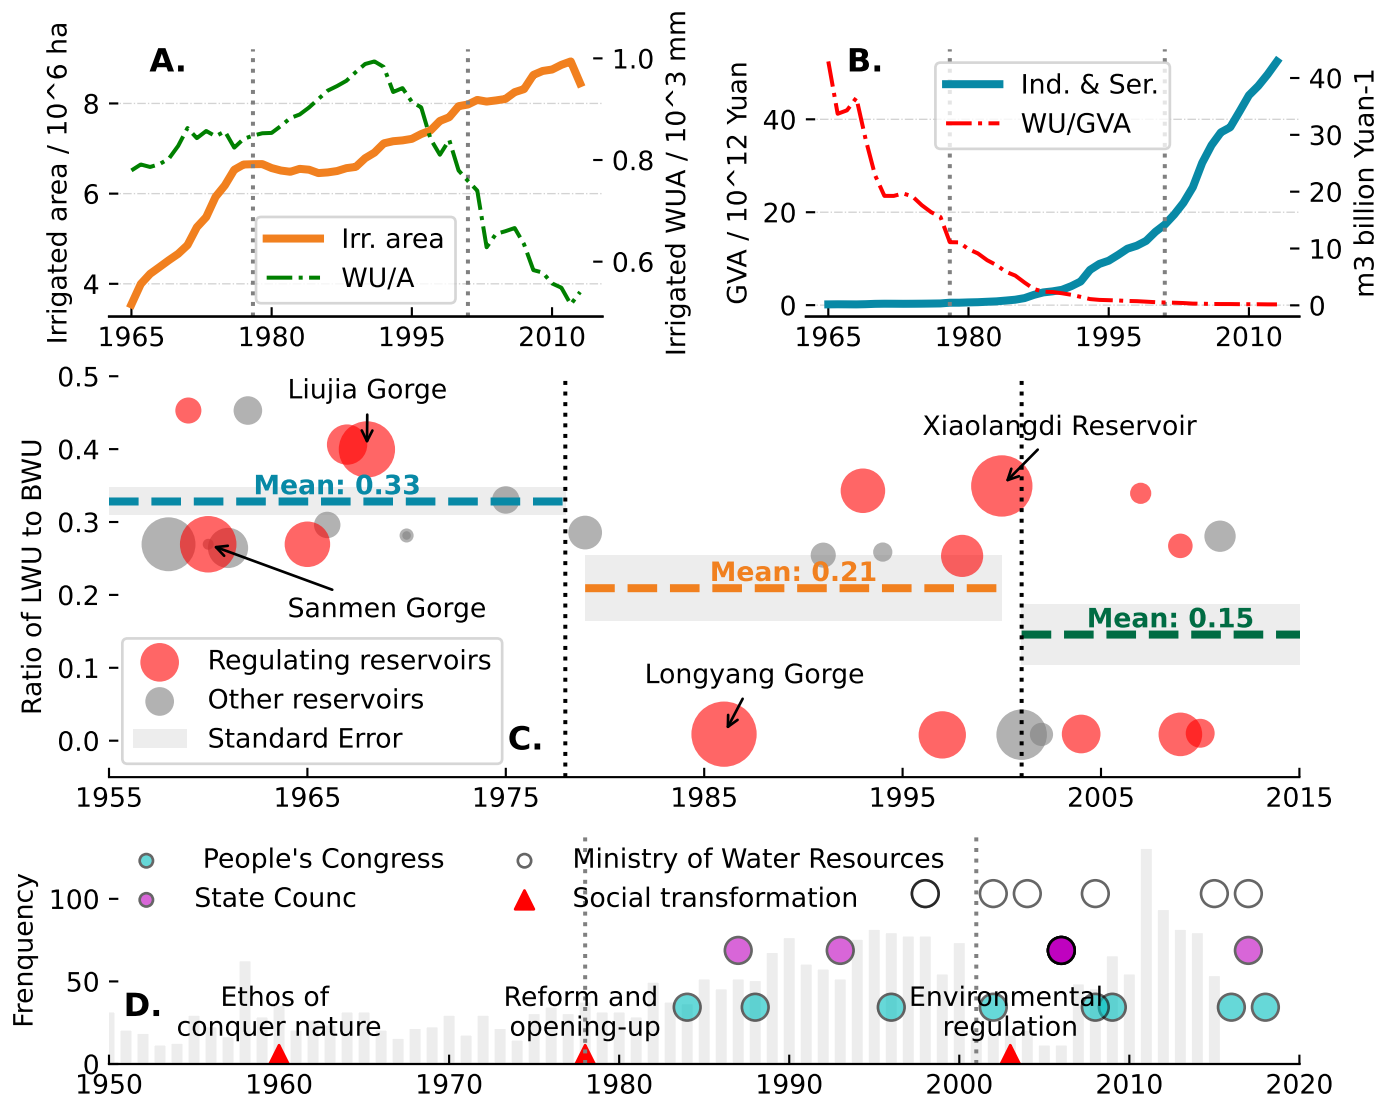 A.
Irrigated area / 10^6 ha
8
6
4
1.0
0.8
0.6
Irrigated WUA / 10^3 mm
Irr. area
WU/A
1965
1980
1995
2010
B.
GVA / 10^12 Yuan
40
20
0
40
30
20
10
0
m3 billion Yuan-1
Ind. & Ser.
WU/GVA
1965
1980
1995
2010
Ratio of LWU to BWU
0.5
0.4
0.3
0.2
0.1
0.0
Liujia Gorge
Xiaolangdi Reservoir
Mean: 0.33
Mean: 0.21
Mean: 0.15
Sanmen Gorge
Longyang Gorge
Regulating reservoirs
Other reservoirs
Standard Error
C.
1955
1965
1975
1985
1995
2005
2015
People's Congress
Ministry of Water Resources
State Counc
Social transformation
Frenquency
100
50
0
D.
Ethos of
conquer nature
Reform and
opening-up
Environmental
regulation
1950
1960
1970
1980
1990
2000
2010
2020